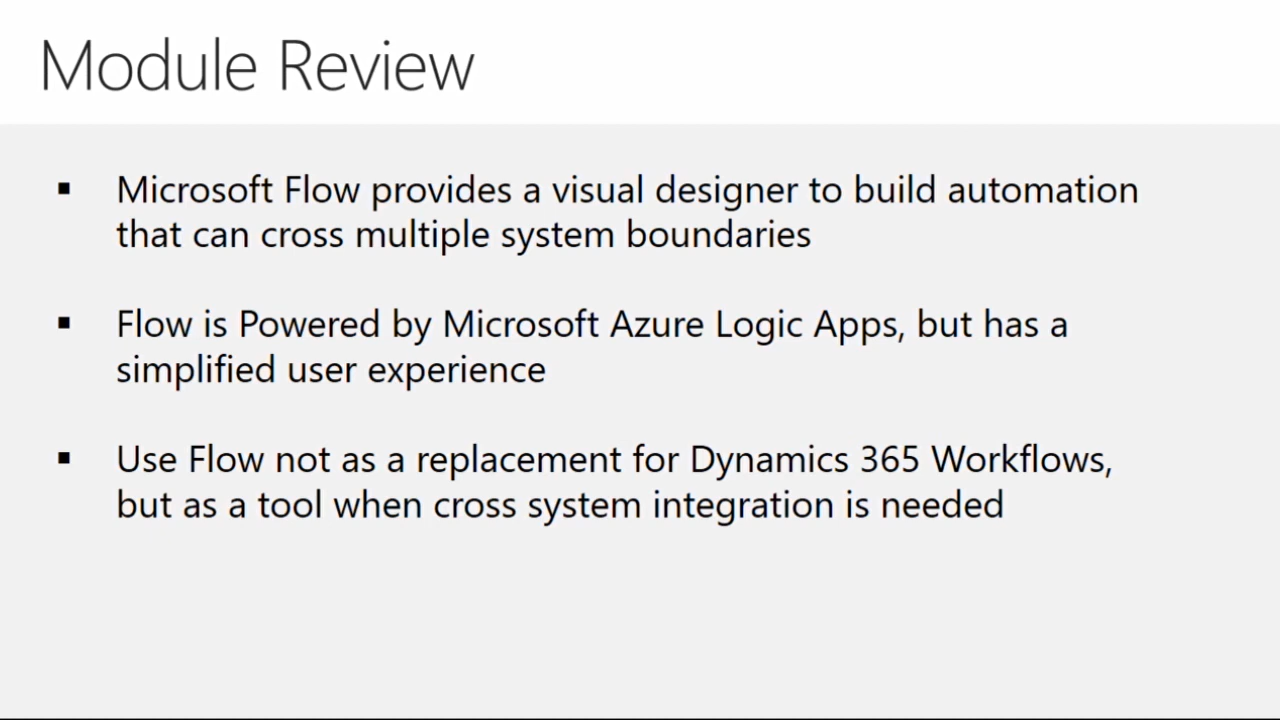 Module Review
▪ Microsoft Flow provides a visual designer to build automation
that can cross multiple system boundaries
▪ Flow is Powered by Microsoft Azure Logic Apps, but has a
simplified user experience
▪ Use Flow not as a replacement for Dynamics 365 Workflows,
but as a tool when cross system integration is needed